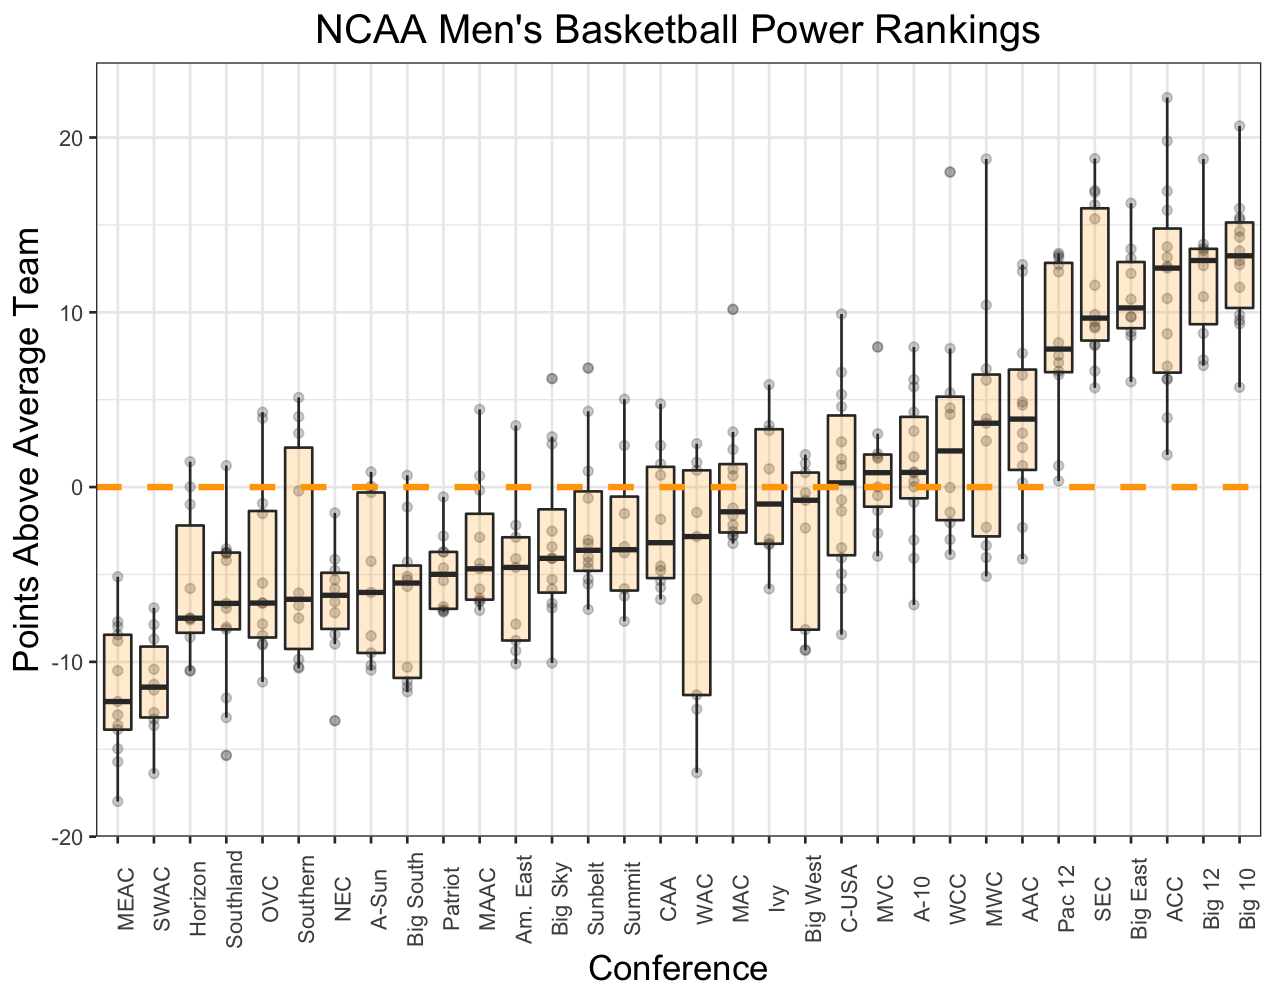 NCAA Men's Basketball Power Rankings
Points Above Average Team
20
10
0
-10
-20
MEAC
SWAC
Horizon
Southland
OVC
Southern
NEC
A-Sun
Big South
Patriot
MAAC
Am. East
Big Sky
Sunbelt
Summit
CAA
WAC
MAC
Ivy
Big West
C-USA
MVC
A-10
WCC
MWC
AAC
Pac 12
SEC
Big East
ACC
Big 12
Big 10
Conference